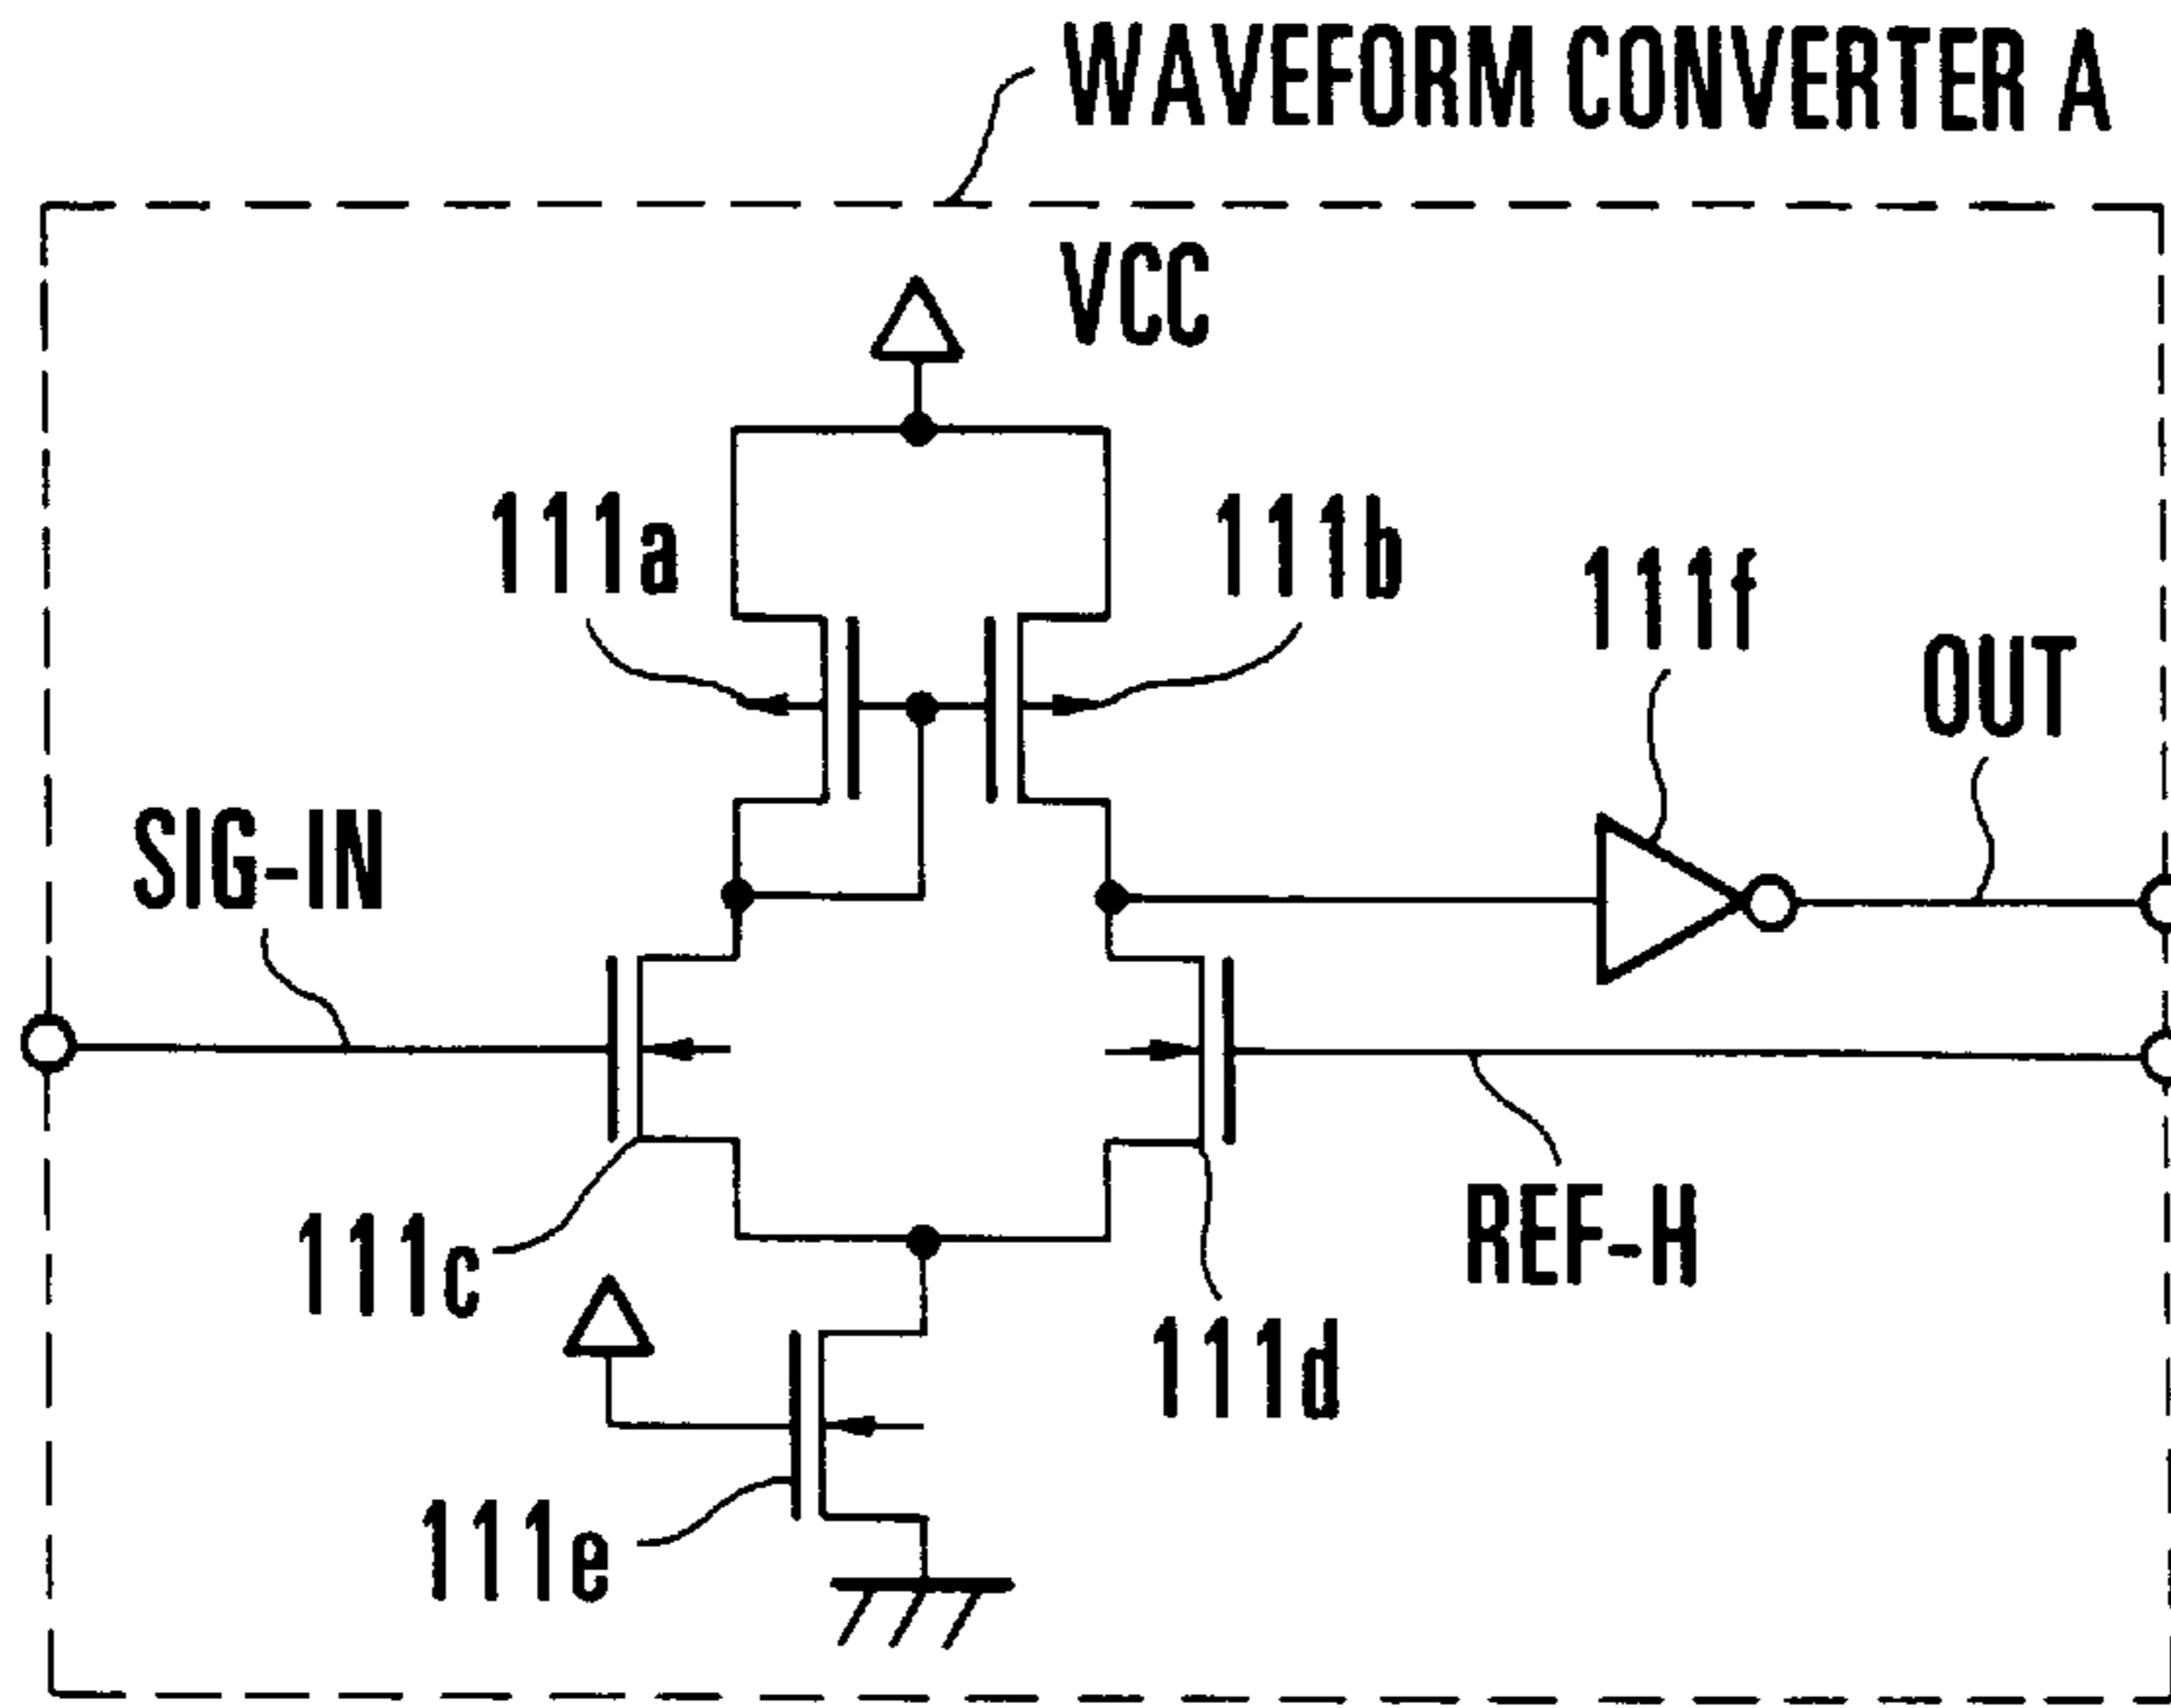 WAVEFORM CONVERTER A
VCC
111a
111b
111f
OUT
SIG-IN
111c
REF-H
111d
111e